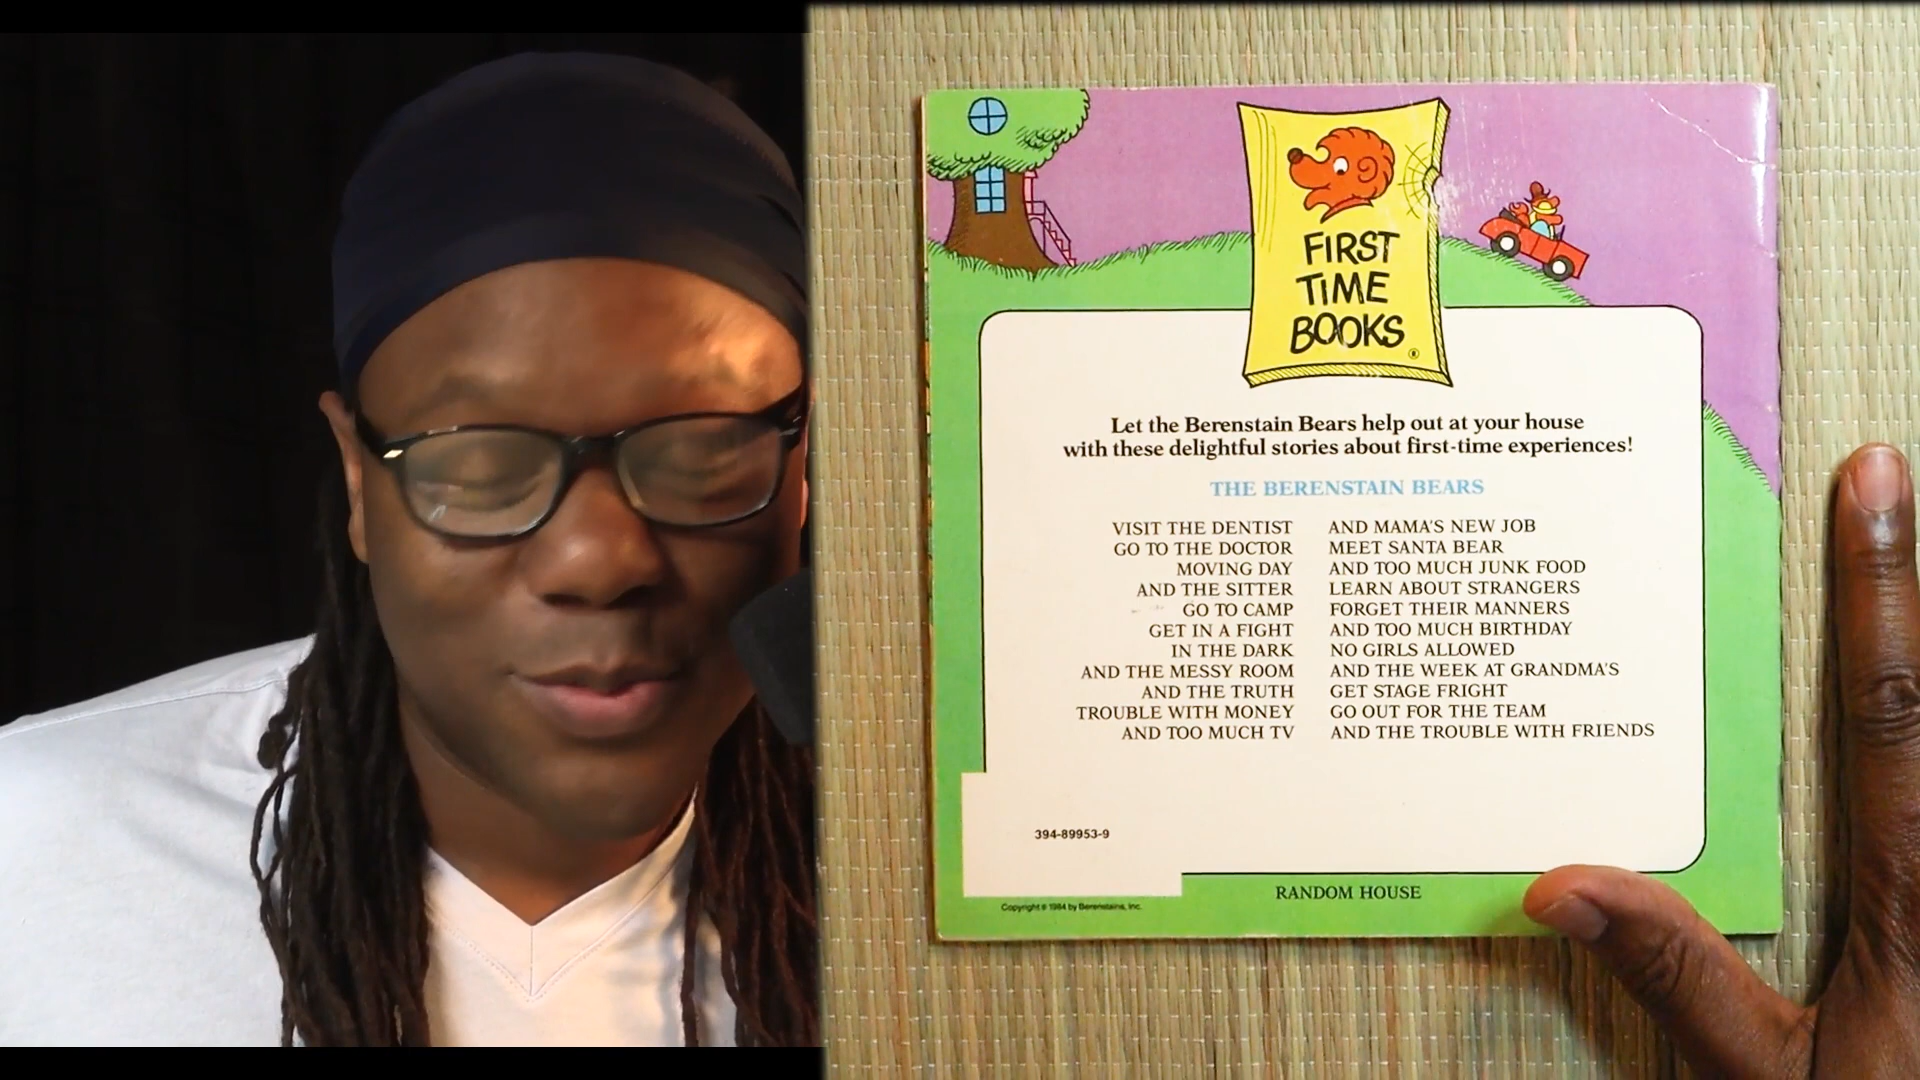 FIRST
TIME
BOOKS
®
Let the Berenstain Bears help out at your house
with these delightful stories about first-time experiences!
THE BERENSTAIN BEARS
VISIT THE DENTIST
GO TO THE DOCTOR
MOVING DAY
AND THE SITTER
GO TO CAMP
GET IN A FIGHT
IN THE DARK
AND THE MESSY ROOM
AND THE TRUTH
TROUBLE WITH MONEY
AND TOO MUCH TV
AND MAMA'S NEW JOB
MEET SANTA BEAR
AND TOO MUCH JUNK FOOD
LEARN ABOUT STRANGERS
FORGET THEIR MANNERS
AND TOO MUCH BIRTHDAY
NO GIRLS ALLOWED
AND THE WEEK AT GRANDMA'S
GET STAGE FRIGHT
GO OUT FOR THE TEAM
AND THE TROUBLE WITH FRIENDS
394-89953-9
RANDOM HOUSE
Copyright © 1984 by Berenstains, Inc.